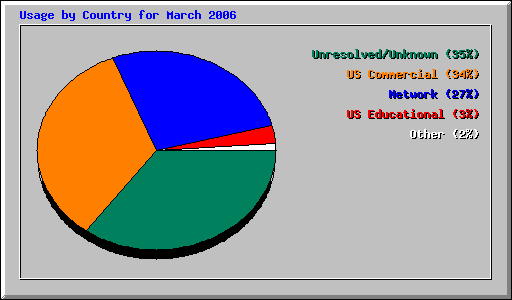 Usage by Country for March 2006
Unresolved/Unknown (35%)
US Commercial (34%)
Network (27%)
US Educational (3%)
Other (2%)